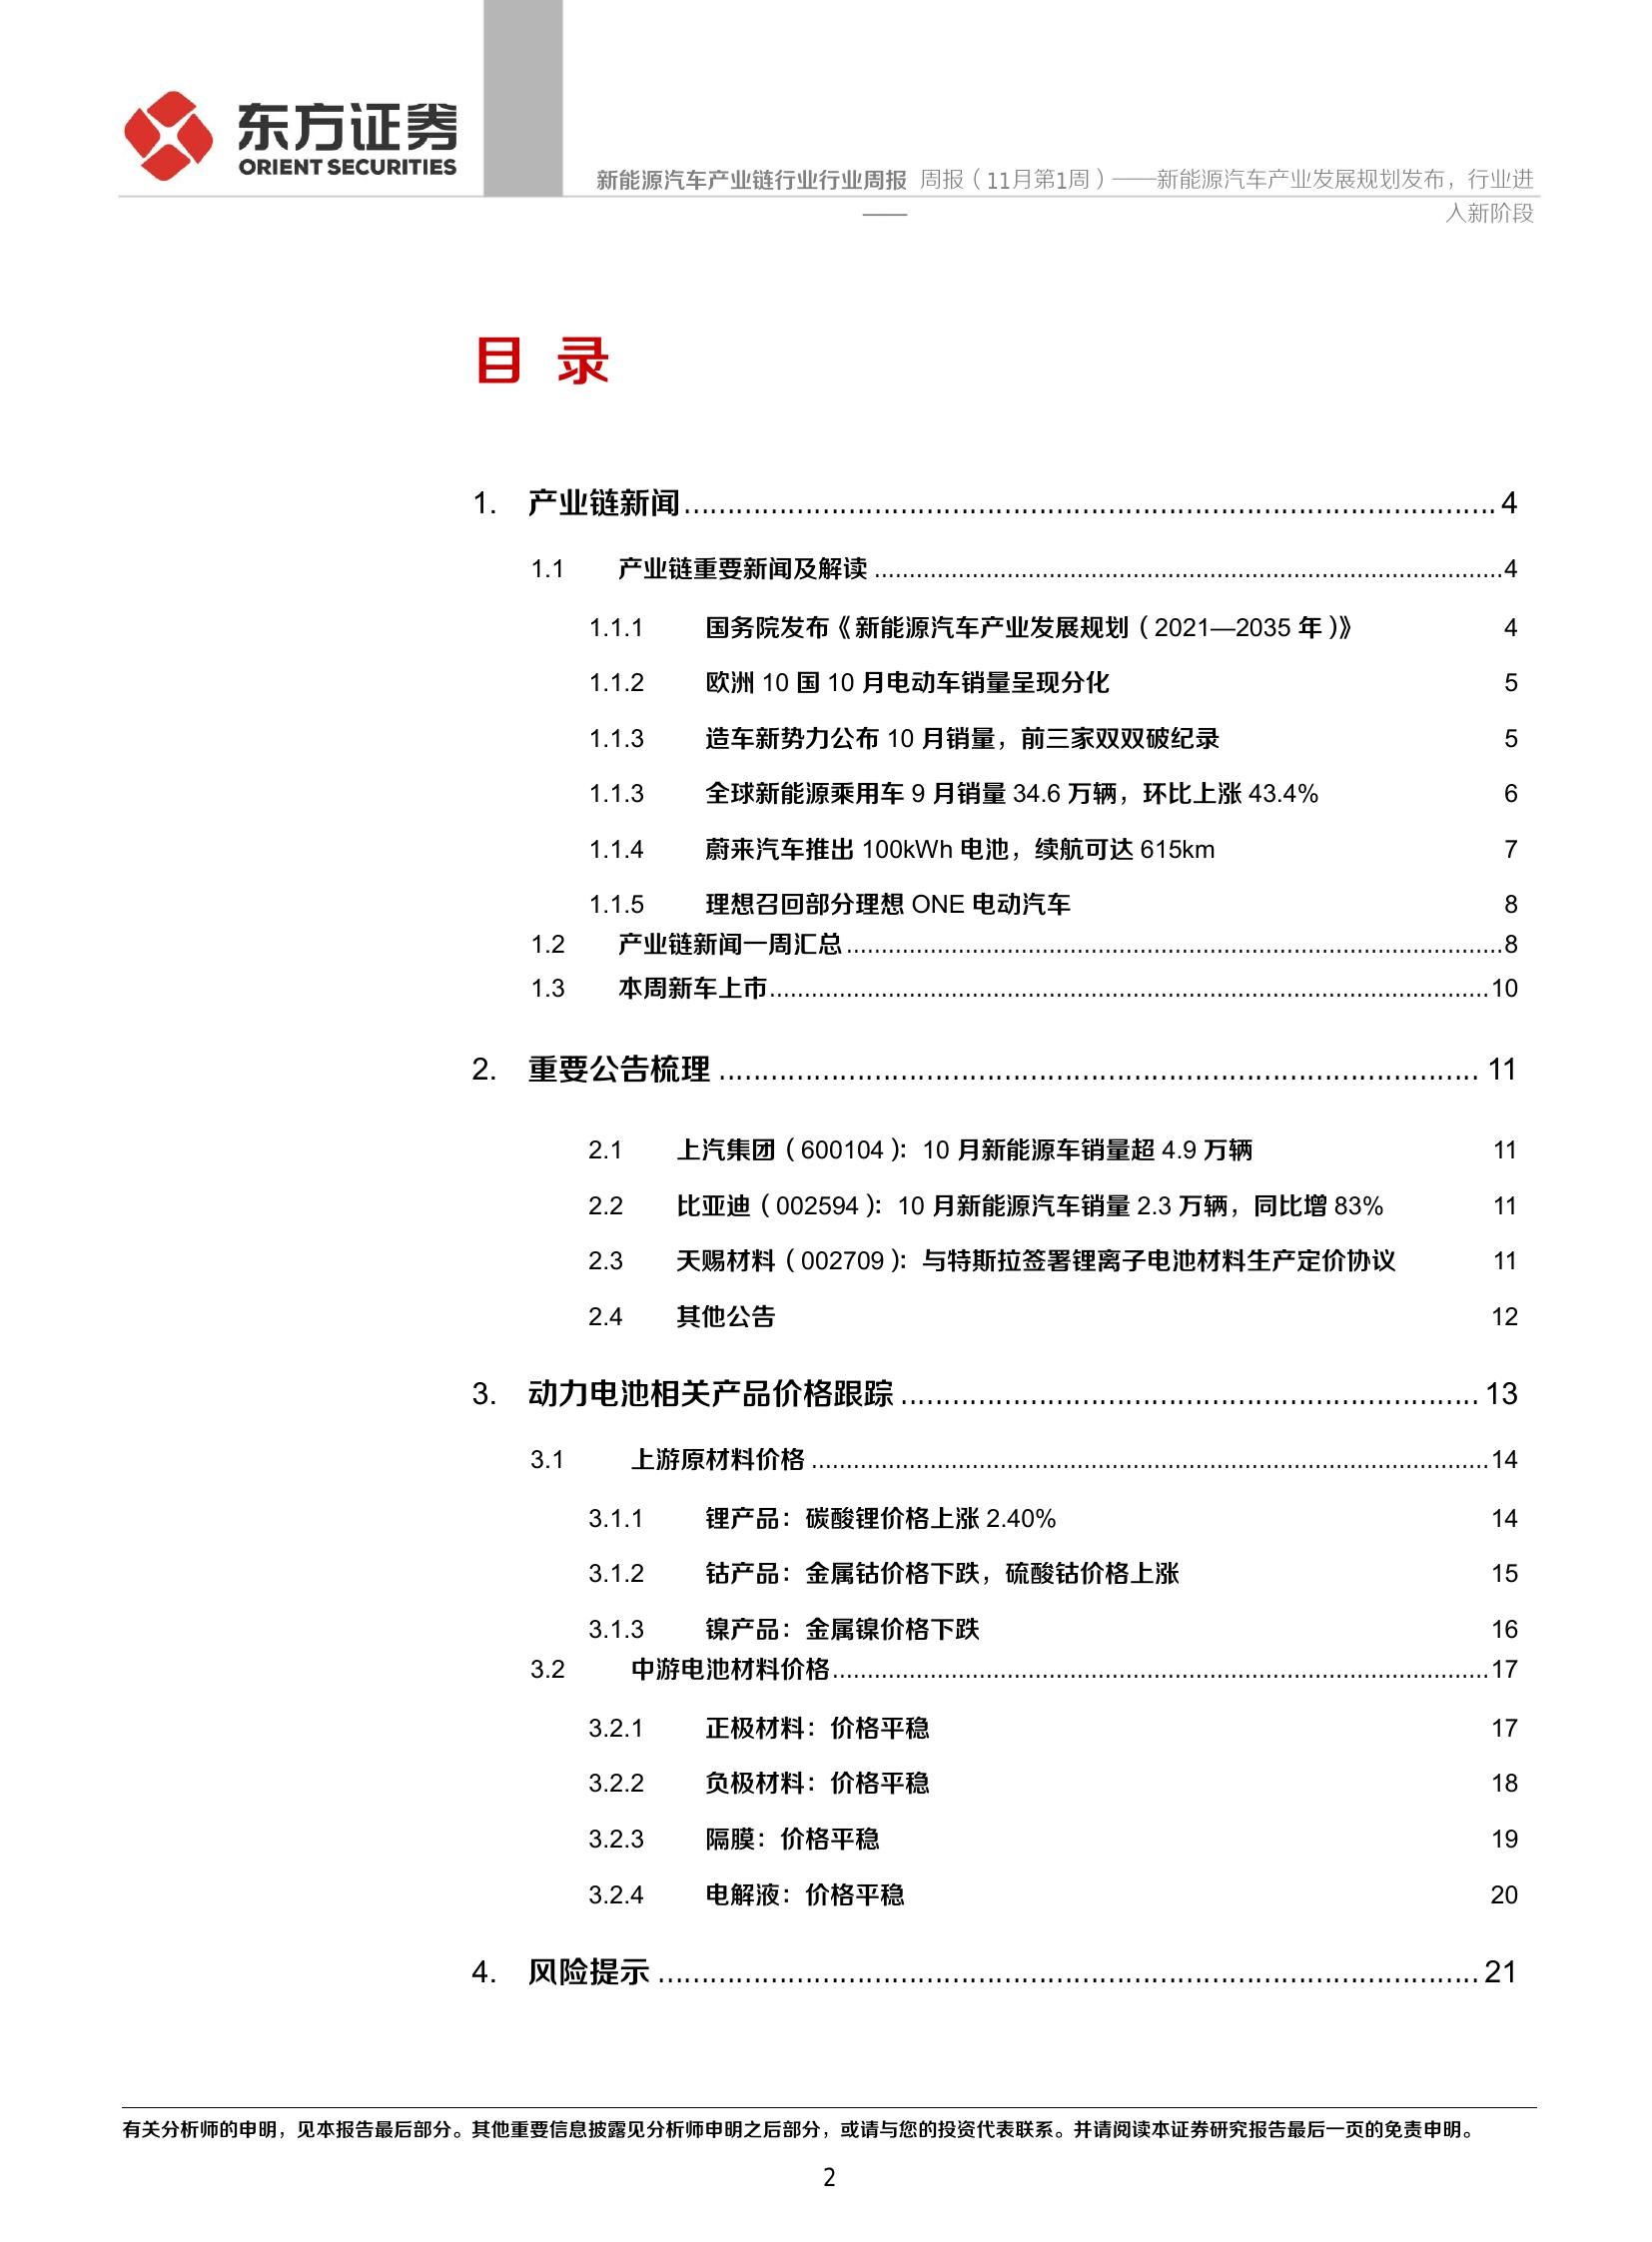 东方证券
ORIENT SECURITIES
新能源汽车产业链行业行业周报 周报（11月第1周）——新能源汽车产业发展规划发布，行业进
—— 入新阶段
目 录
1. 产业链新闻 4
1.1 产业链重要新闻及解读 4
1.1.1 国务院发布《新能源汽车产业发展规划（2021—2035 年）》 4
1.1.2 欧洲 10 国 10 月电动车销量呈现分化 5
1.1.3 造车新势力公布 10 月销量，前三家双双破纪录 5
1.1.3 全球新能源乘用车 9 月销量 34.6 万辆，环比上涨 43.4% 6
1.1.4 蔚来汽车推出 100kWh 电池，续航可达 615km 7
1.1.5 理想召回部分理想 ONE 电动汽车 8
1.2 产业链新闻一周汇总 8
1.3 本周新车上市 10
2. 重要公告梳理 11
2.1 上汽集团（600104）：10 月新能源车销量超 4.9 万辆 11
2.2 比亚迪（002594）：10 月新能源汽车销量 2.3 万辆，同比增 83% 11
2.3 天赐材料（002709）：与特斯拉签署锂离子电池材料生产定价协议 11
2.4 其他公告 12
3. 动力电池相关产品价格跟踪 13
3.1 上游原材料价格 14
3.1.1 锂产品：碳酸锂价格上涨 2.40% 14
3.1.2 钴产品：金属钴价格下跌，硫酸钴价格上涨 15
3.1.3 镍产品：金属镍价格下跌 16
3.2 中游电池材料价格 17
3.2.1 正极材料：价格平稳 17
3.2.2 负极材料：价格平稳 18
3.2.3 隔膜：价格平稳 19
3.2.4 电解液：价格平稳 20
4. 风险提示 21
有关分析师的申明，见本报告最后部分。其他重要信息披露见分析师申明之后部分，或请与您的投资代表联系。并请阅读本证券研究报告最后一页的免责申明。
2